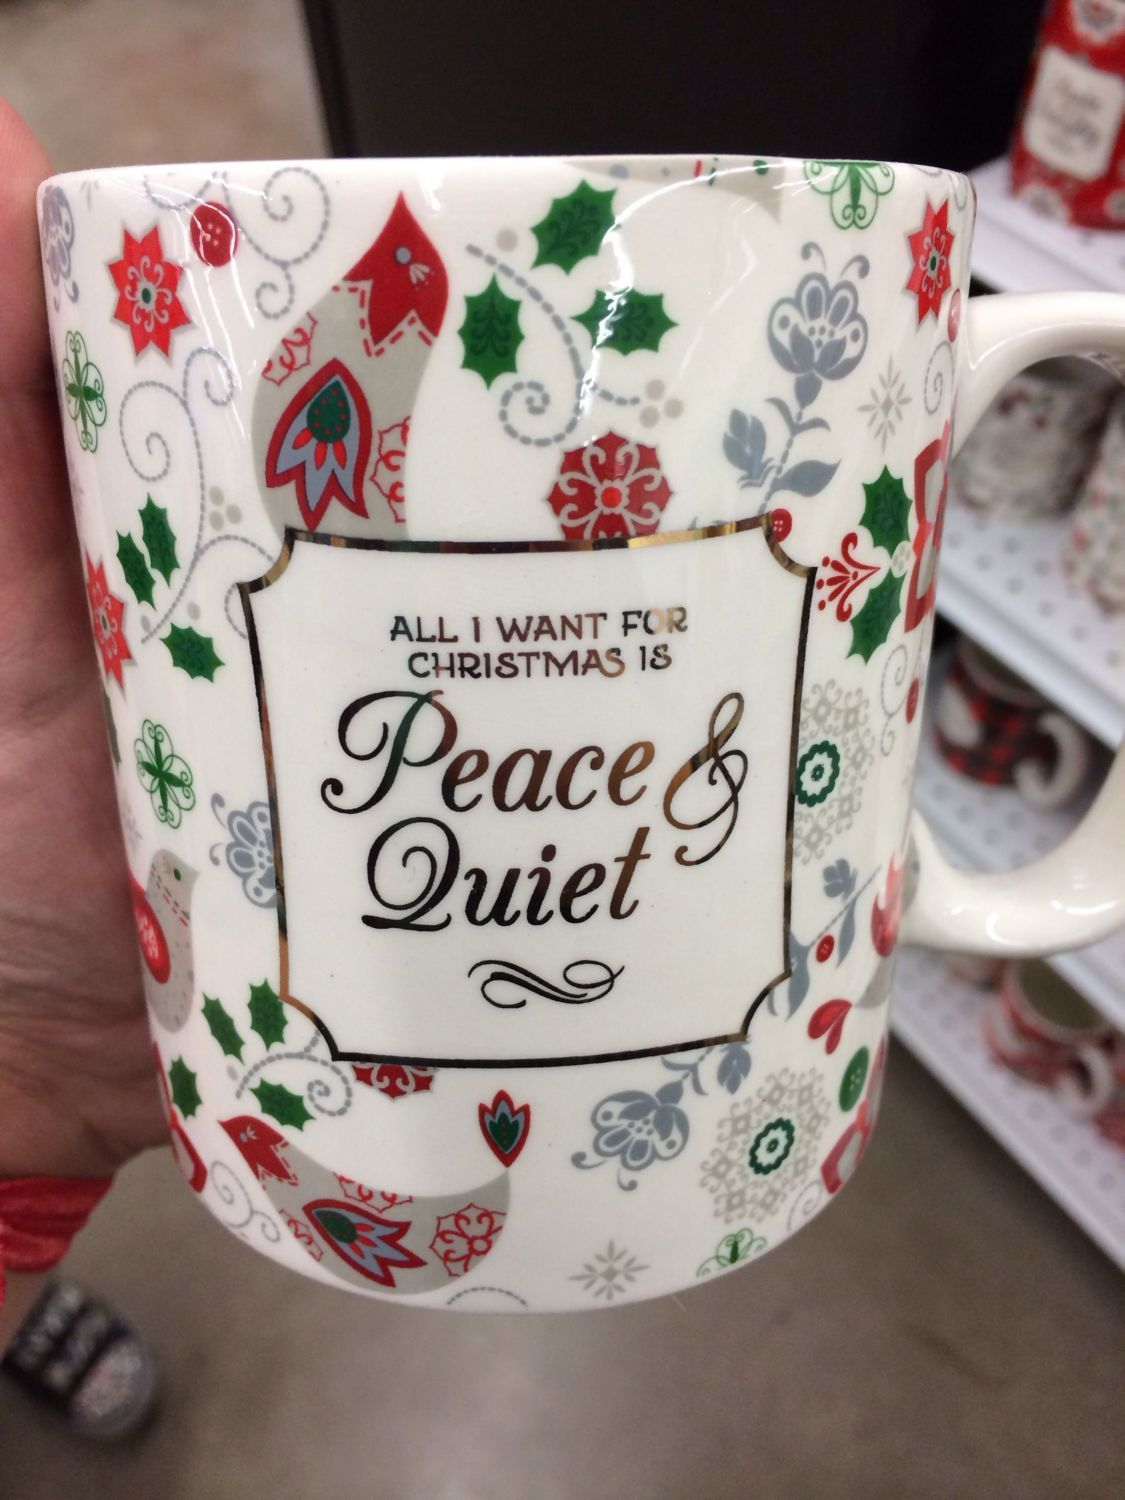 ALL I WANT FOR
CHRISTMAS IS
Peace &
Quiet